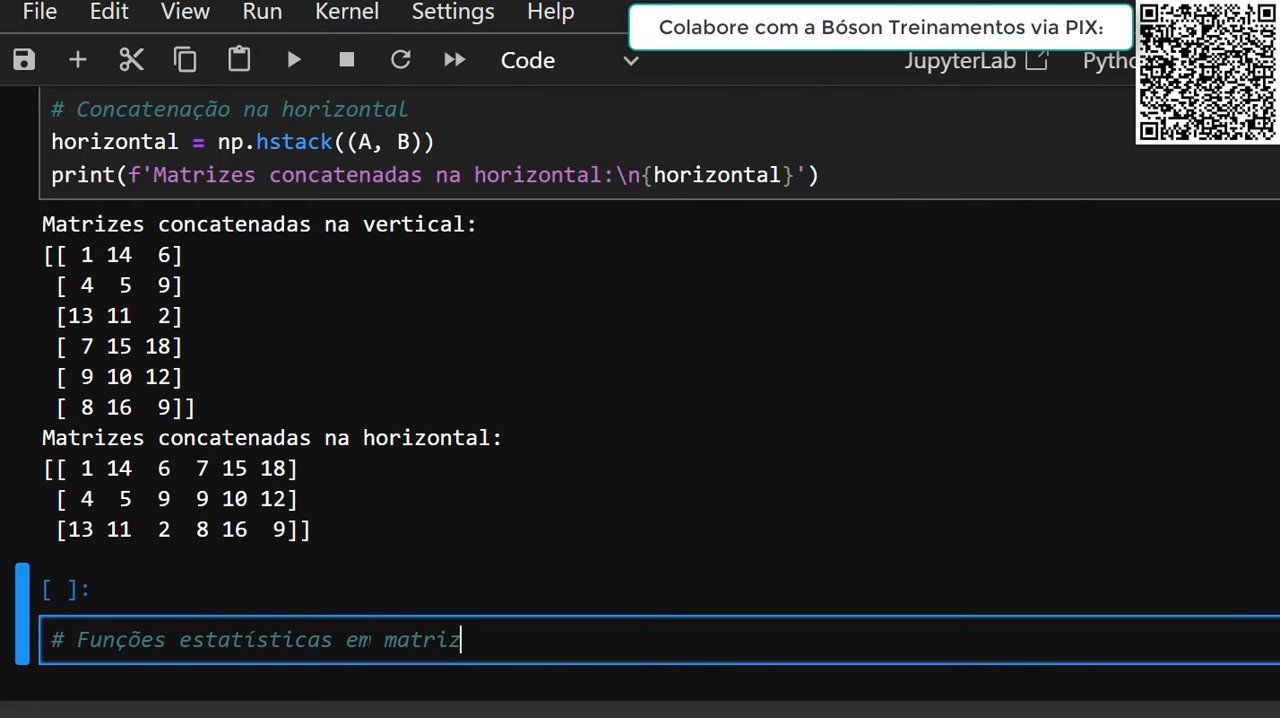 File Edit View Run Kernel Settings Help
Colabore com a Bóson Treinamentos via PIX:
Code
JupyterLab
# Concatenação na horizontal
horizontal = np.hstack((A, B))
print(f'Matrizes concatenadas na horizontal:\n{horizontal}')
Matrizes concatenadas na vertical:
[[ 1 14  6]
 [ 4  5  9]
 [13 11  2]
 [ 7 15 18]
 [ 9 10 12]
 [ 8 16  9]]
Matrizes concatenadas na horizontal:
[[ 1 14  6  7 15 18]
 [ 4  5  9  9 10 12]
 [13 11  2  8 16  9]]
[ ]:
# Funções estatísticas em matriz